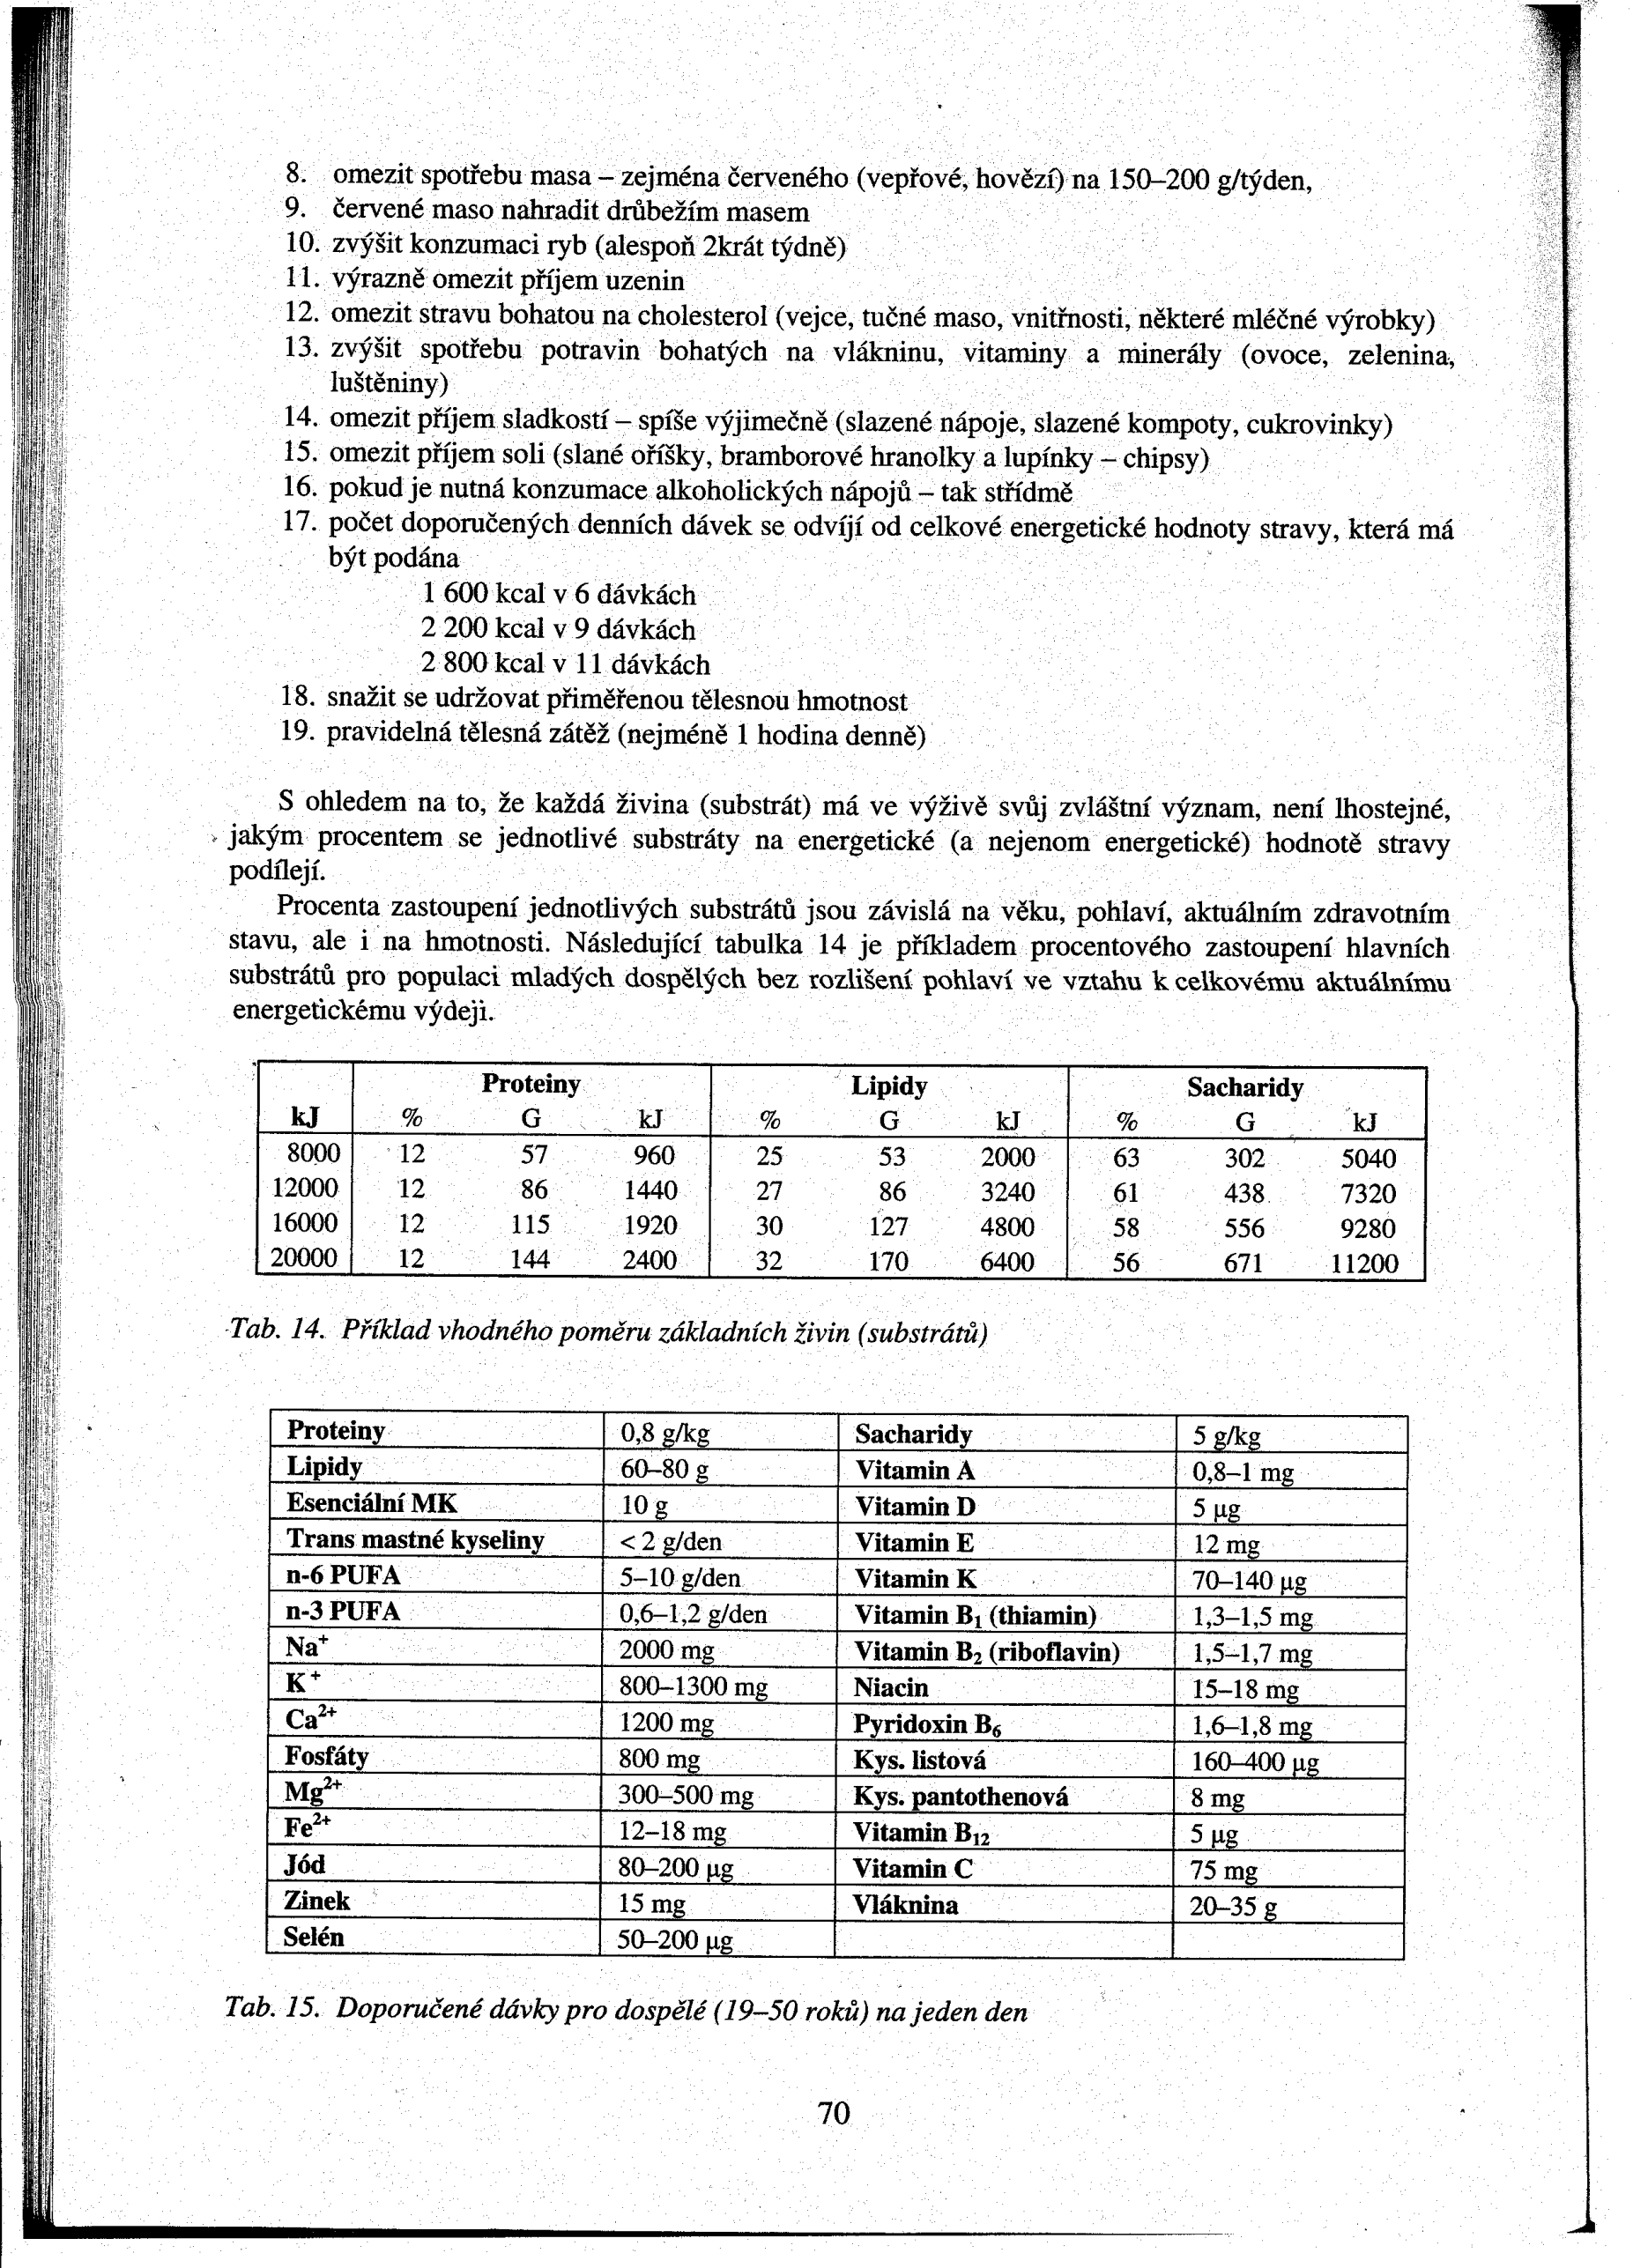 8. omezit spotřebu masa – zejména červeného (vepřové, hovězí) na 150–200 g/týden,
9. červené maso nahradit drůbežím masem
10. zvýšit konzumaci ryb (alespoň 2krát týdně)
11. výrazně omezit příjem uzenin
12. omezit stravu bohatou na cholesterol (vejce, tučné maso, vnitřnosti, některé mléčné výrobky)
13. zvýšit spotřebu potravin bohatých na vlákninu, vitaminy a minerály (ovoce, zelenina,
luštěniny)
14. omezit příjem sladkostí – spíše výjimečně (slazené nápoje, slazené kompoty, cukrovinky)
15. omezit příjem soli (slané oříšky, bramborové hranolky a lupínky – chipsy)
16. pokud je nutná konzumace alkoholických nápojů – tak střídmě
17. počet doporučených denních dávek se odvíjí od celkové energetické hodnoty stravy, která má
být podána
1 600 kcal v 6 dávkách
2 200 kcal v 9 dávkách
2 800 kcal v 11 dávkách
18. snažit se udržovat přiměřenou tělesnou hmotnost
19. pravidelná tělesná zátěž (nejméně 1 hodina denně)
S ohledem na to, že každá živina (substrát) má ve výživě svůj zvláštní význam, není lhostejné,
jakým procentem se jednotlivé substráty na energetické (a nejenom energetické) hodnotě stravy
podílejí.
Procenta zastoupení jednotlivých substrátů jsou závislá na věku, pohlaví, aktuálním zdravotním
stavu, ale i na hmotnosti. Následující tabulka 14 je příkladem procentového zastoupení hlavních
substrátů pro populaci mladých dospělých bez rozlišení pohlaví ve vztahu k celkovému aktuálnímu
energetickému výdeji.
Proteiny Lipidy Sacharidy
kJ % G kJ % G kJ % G kJ
8000 12 57 960 25 53 2000 63 302 5040
12000 12 86 1440 27 86 3240 61 438 7320
16000 12 115 1920 30 127 4800 58 556 9280
20000 12 144 2400 32 170 6400 56 671 11200
Tab. 14. Příklad vhodného poměru základních živin (substrátů)
Proteiny 0,8 g/kg Sacharidy 5 g/kg
Lipidy 60–80 g Vitamin A 0,8–1 mg
Esenciální MK 10 g Vitamin D 5 µg
Trans mastné kyseliny < 2 g/den Vitamin E 12 mg
n-6 PUFA 5–10 g/den Vitamin K 70–140 µg
n-3 PUFA 0,6–1,2 g/den Vitamin B₁ (thiamin) 1,3–1,5 mg
Na⁺ 2000 mg Vitamin B₂ (riboflavin) 1,5–1,7 mg
K⁺ 800–1300 mg Niacin 15–18 mg
Ca²⁺ 1200 mg Pyridoxin B₆ 1,6–1,8 mg
Fosfáty 800 mg Kys. listová 160–400 µg
Mg²⁺ 300–500 mg Kys. pantothenová 8 mg
Fe²⁺ 12–18 mg Vitamin B₁₂ 5 µg
Jód 80–200 µg Vitamin C 75 mg
Zinek 15 mg Vláknina 20–35 g
Selén 50–200 µg
Tab. 15. Doporučené dávky pro dospělé (19–50 roků) na jeden den
70